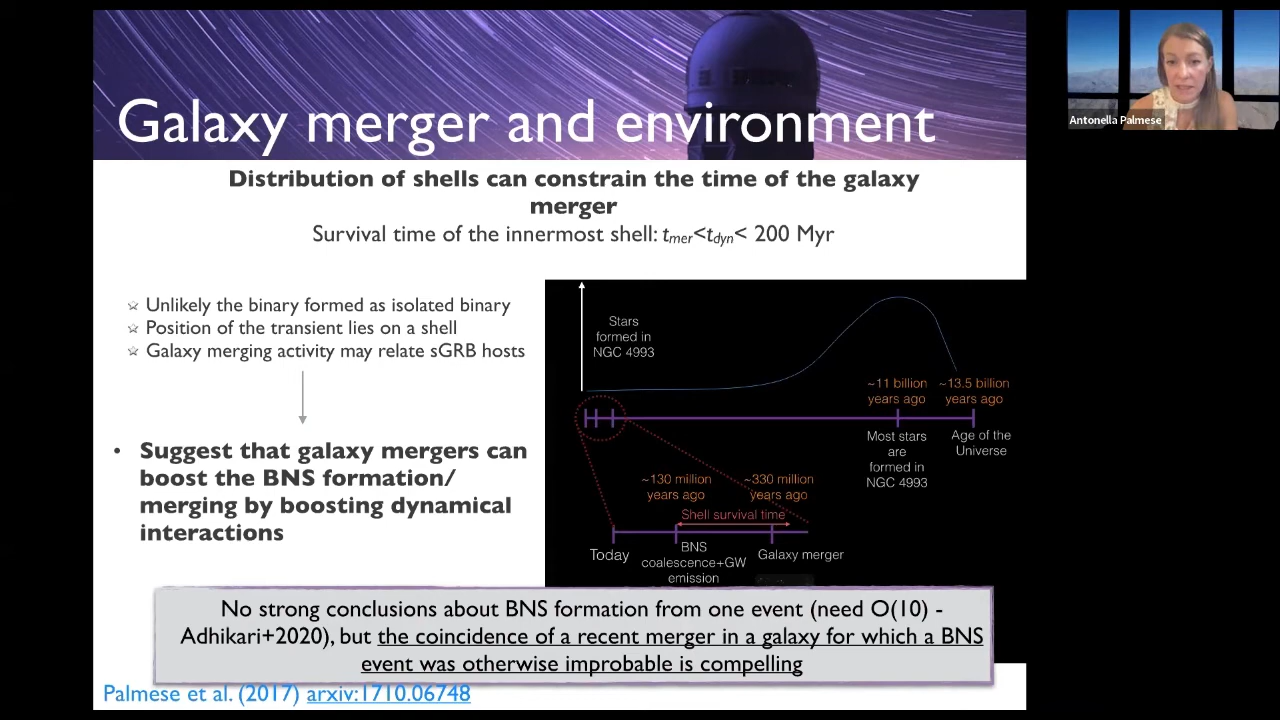 Galaxy merger and environment
Antonella Palmese
Distribution of shells can constrain the time of the galaxy
merger
Survival time of the innermost shell: tmer<tdyn< 200 Myr
☆ Unlikely the binary formed as isolated binary
☆ Position of the transient lies on a shell
☆ Galaxy merging activity may relate sGRB hosts
• Suggest that galaxy mergers can
boost the BNS formation/
merging by boosting dynamical
interactions
Stars
formed in
NGC 4993
~11 billion
years ago
~13.5 billion
years ago
Most stars
are
formed in
NGC 4993
Age of the
Universe
~130 million
years ago
~330 million
years ago
Shell survival time
Today
BNS
coalescence+GW
emission
Galaxy merger
No strong conclusions about BNS formation from one event (need O(10) -
Adhikari+2020), but the coincidence of a recent merger in a galaxy for which a BNS
event was otherwise improbable is compelling
Palmese et al. (2017) arxiv:1710.06748